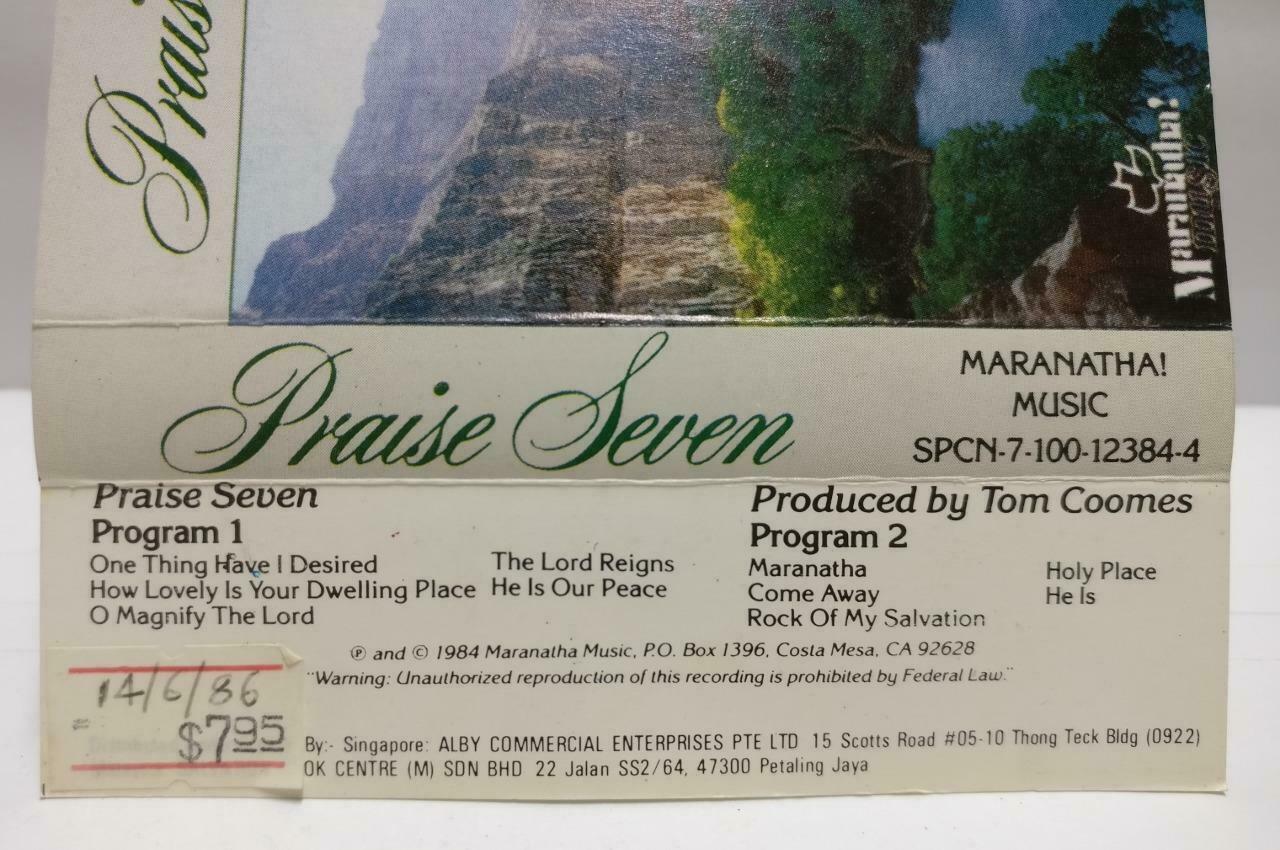 Prais
Maranatha!
music
Praise Seven
MARANATHA!
MUSIC
SPCN-7-100-12384-4
Praise Seven
Program 1
One Thing Have I Desired
How Lovely Is Your Dwelling Place
O Magnify The Lord
The Lord Reigns
He Is Our Peace
Produced by Tom Coomes
Program 2
Maranatha
Come Away
Rock Of My Salvation
Holy Place
He Is
℗ and © 1984 Maranatha Music, P.O. Box 1396, Costa Mesa, CA 92628
"Warning: Unauthorized reproduction of this recording is prohibited by Federal Law."
14/6/86
$7.95
By:- Singapore: ALBY COMMERCIAL ENTERPRISES PTE LTD 15 Scotts Road #05-10 Thong Teck Bldg (0922)
OK CENTRE (M) SDN BHD 22 Jalan SS2/64, 47300 Petaling Jaya